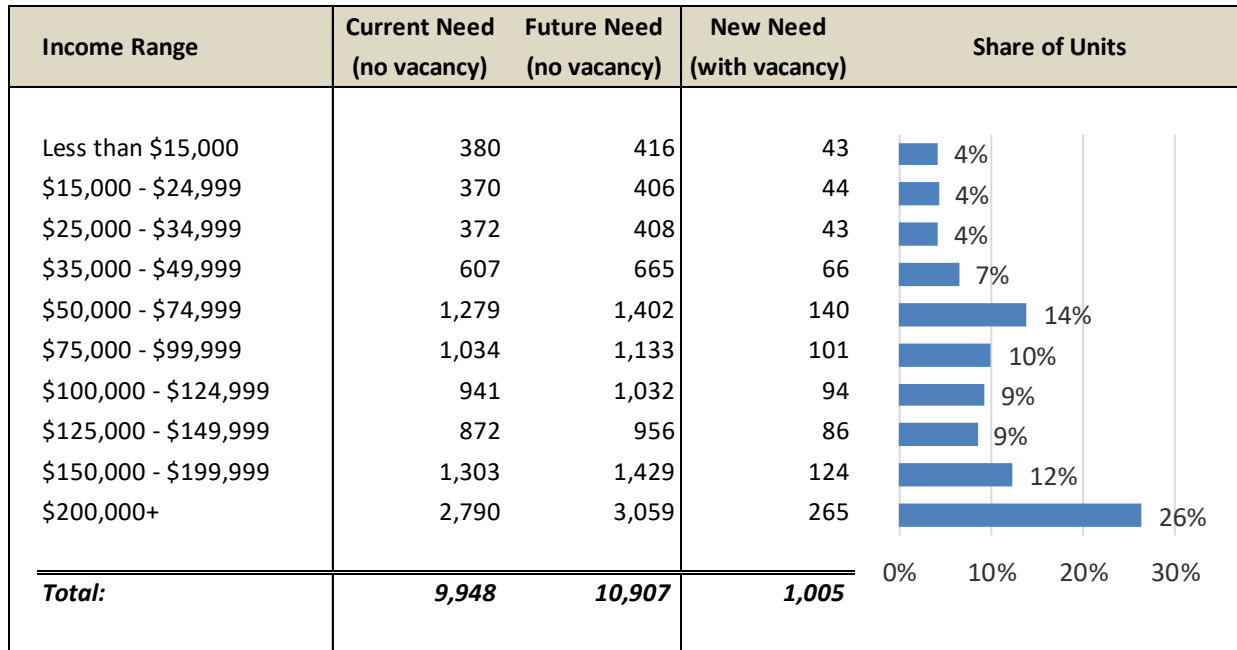 Income Range Current Need (no vacancy) Future Need (no vacancy) New Need (with vacancy) Share of Units
Less than $15,000 380 416 43 4%
$15,000 - $24,999 370 406 44 4%
$25,000 - $34,999 372 408 43 4%
$35,000 - $49,999 607 665 66 7%
$50,000 - $74,999 1,279 1,402 140 14%
$75,000 - $99,999 1,034 1,133 101 10%
$100,000 - $124,999 941 1,032 94 9%
$125,000 - $149,999 872 956 86 9%
$150,000 - $199,999 1,303 1,429 124 12%
$200,000+ 2,790 3,059 265 26%
0% 10% 20% 30%
Total: 9,948 10,907 1,005